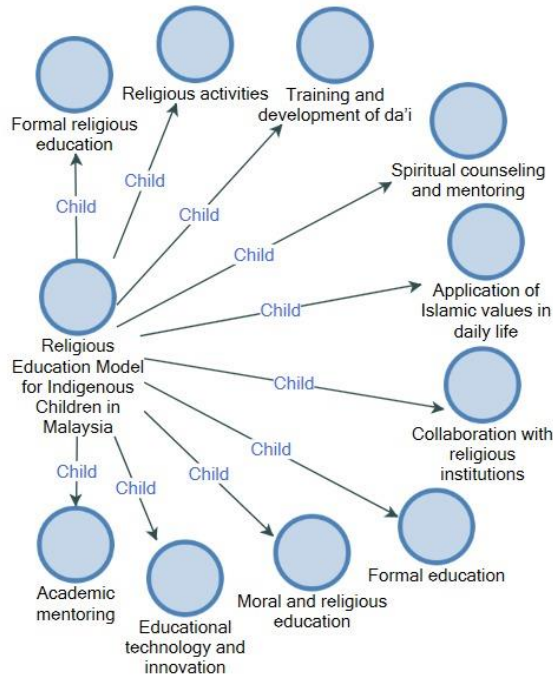 Religious activities
Training and
development of da'i
Formal religious
education
Spiritual counseling
and mentoring
Child
Child
Child
Child
Child
Application of
Islamic values in
daily life
Religious
Education Model
for Indigenous
Children in
Malaysia
Child
Collaboration with
religious
institutions
Child
Child
Child
Child
Formal education
Academic
mentoring
Educational
technology and
innovation
Moral and religious
education